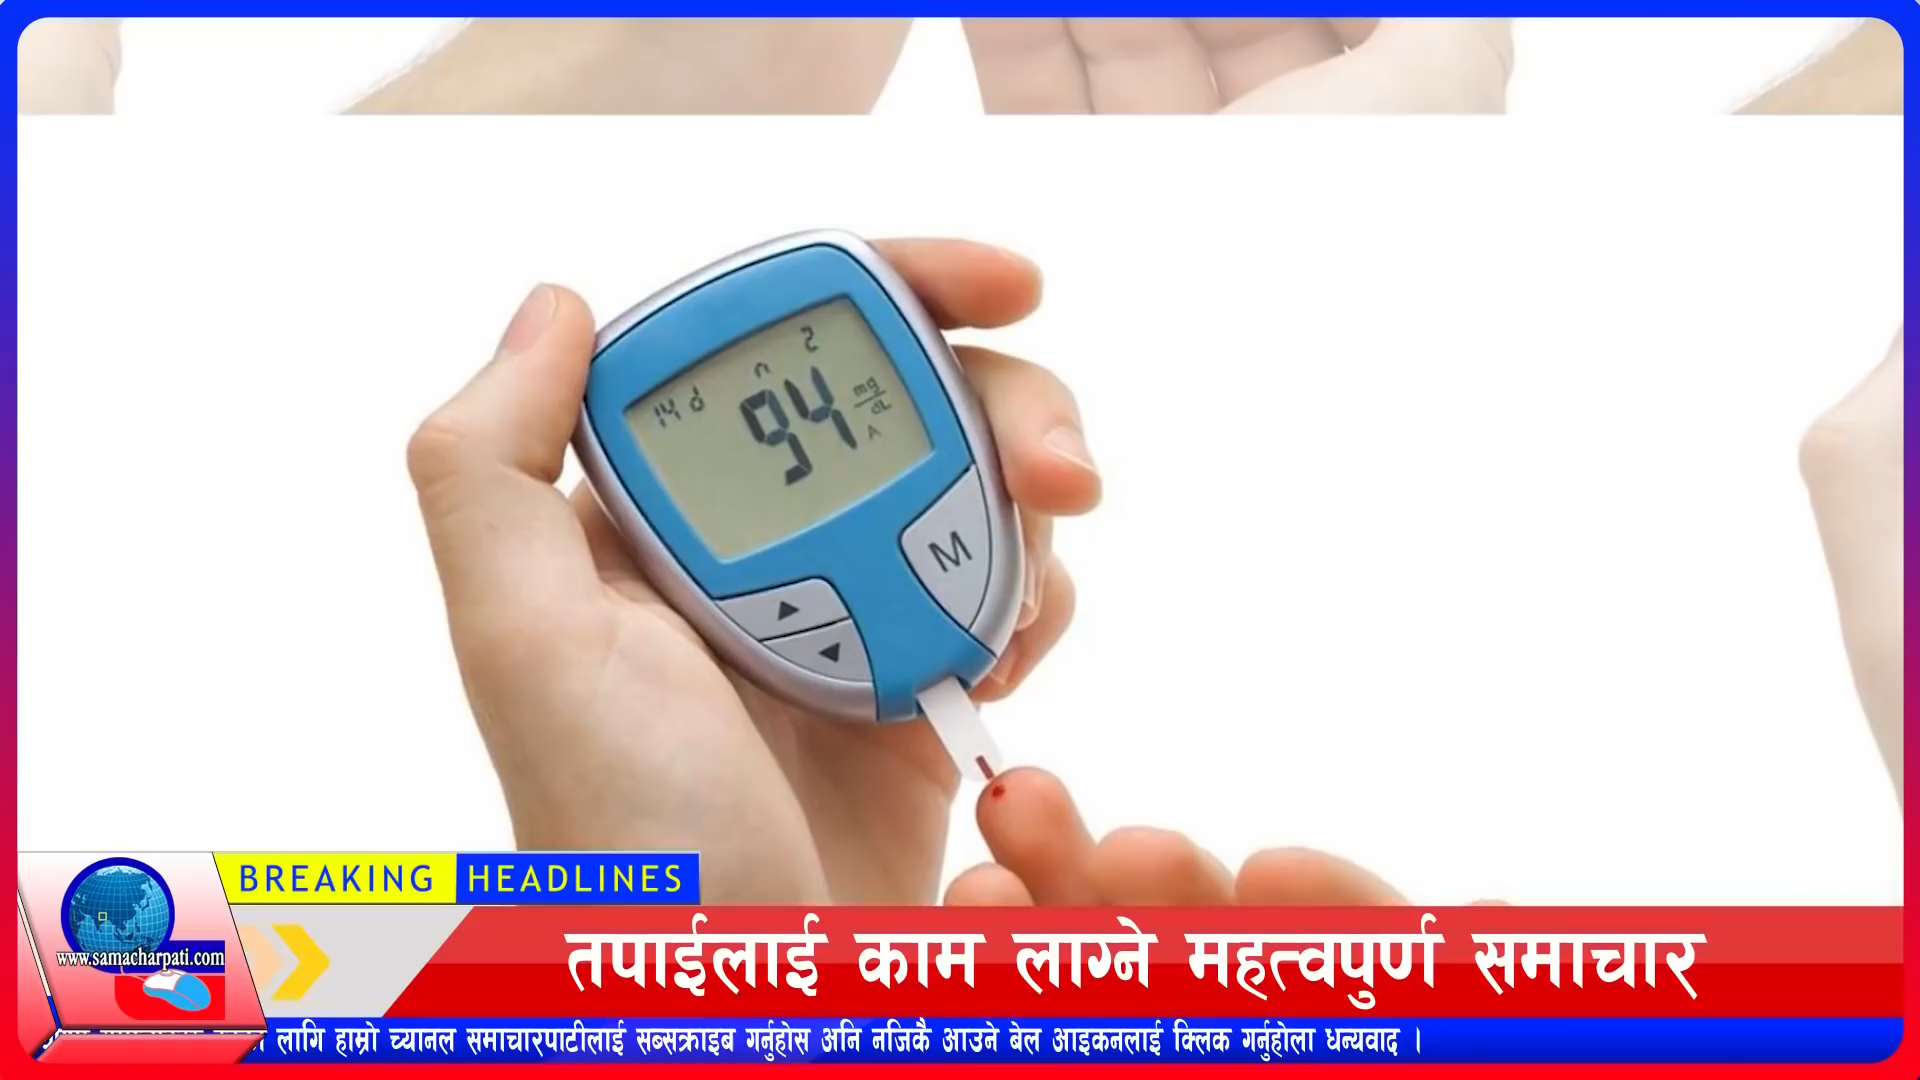 2
14 d
94
mg
dL
A
M
BREAKING HEADLINES
www.samacharpati.com
तपाईलाई काम लाग्ने महत्वपुर्ण समाचार
लागि हाम्रो च्यानल समाचारपाटीलाई सब्सक्राइब गर्नुहोस अनि नजिकै आउने बेल आइकनलाई क्लिक गर्नुहोला धन्यवाद ।